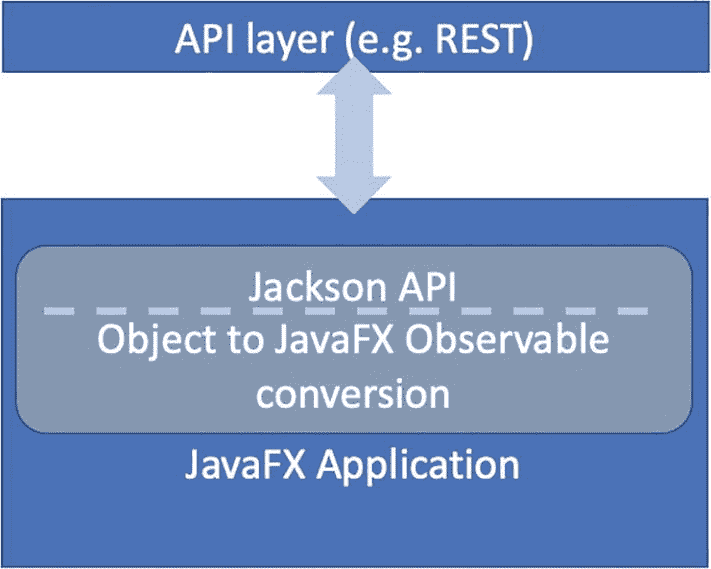 API layer (e.g. REST)
Jackson API
Object to JavaFX Observable
conversion
JavaFX Application